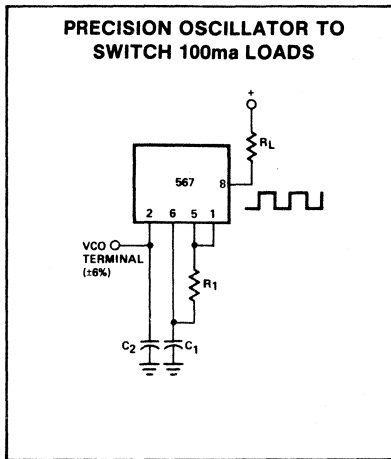 PRECISION OSCILLATOR TO
SWITCH 100ma LOADS
+
RL
567
8
2 6 5 1
VCO
TERMINAL
(±6%)
R1
C2 C1